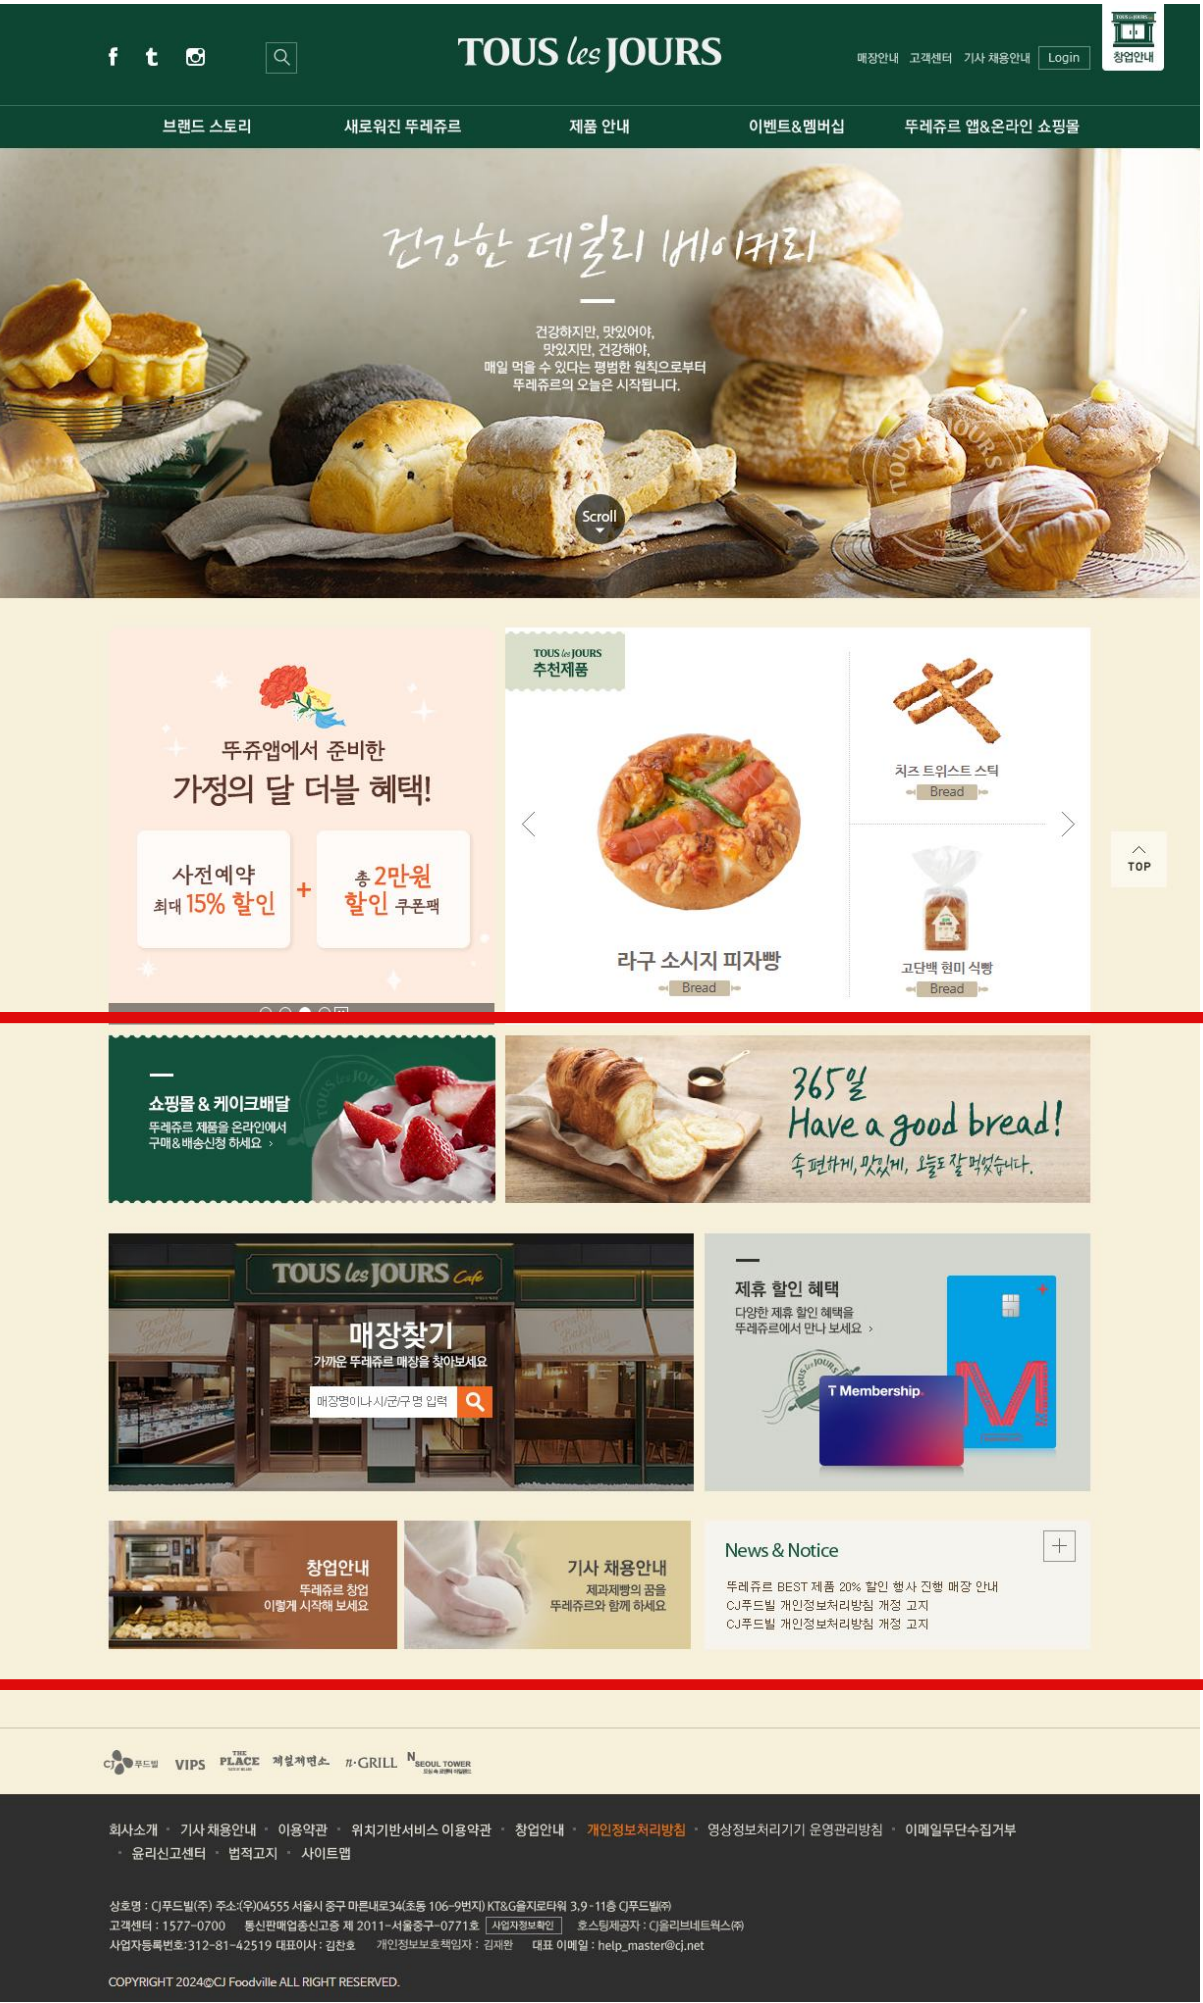 TOUS les JOURS
매장안내 고객센터 기사 채용안내 Login
창업안내
브랜드 스토리 새로워진 뚜레쥬르 제품 안내 이벤트&멤버십 뚜레쥬르 앱&온라인 쇼핑몰
건강한 데일리 베이커리
건강하지만, 맛있어야,
맛있지만, 건강해야,
매일 먹을 수 있다는 평범한 원칙으로부터
뚜레쥬르의 오늘은 시작됩니다.
TOUS les JOURS
Scroll
뚜쥬앱에서 준비한
가정의 달 더블 혜택!
사전예약
최대 15% 할인
+
총 2만원
할인 쿠폰팩
TOUS les JOURS
추천제품
라구 소시지 피자빵
Bread
치즈 트위스트 스틱
Bread
고단백 현미 식빵
Bread
TOP
쇼핑몰 & 케이크배달
뚜레쥬르 제품을 온라인에서
구매&배송신청 하세요 >
365일
Have a good bread!
속 편하게, 맛있게, 오늘도 잘 먹었습니다.
TOUS les JOURS Cafe
매장찾기
가까운 뚜레쥬르 매장을 찾아보세요
매장명이나 시/군/구 명 입력
제휴 할인 혜택
다양한 제휴 할인 혜택을
뚜레쥬르에서 만나 보세요 >
T Membership.
창업안내
뚜레쥬르 창업
이렇게 시작해 보세요
기사 채용안내
제과제빵의 꿈을
뚜레쥬르와 함께 하세요
News & Notice
뚜레쥬르 BEST 제품 20% 할인 행사 진행 매장 안내
CJ푸드빌 개인정보처리방침 개정 고지
CJ푸드빌 개인정보처리방침 개정 고지
CJ 푸드빌 VIPS THE PLACE 제일제면소 n·GRILL N SEOUL TOWER
회사소개 기사 채용안내 이용약관 위치기반서비스 이용약관 창업안내 개인정보처리방침 영상정보처리기기 운영관리방침 이메일무단수집거부
윤리신고센터 법적고지 사이트맵
상호명 : CJ푸드빌(주) 주소:(우)04555 서울시 중구 마른내로34(초동 106-9번지) KT&G을지로타워 3,9-11층 CJ푸드빌㈜
고객센터 : 1577-0700 통신판매업종신고증 제 2011-서울중구-0771호 사업자정보확인 호스팅제공자 : CJ올리브네트웍스㈜
사업자등록번호:312-81-42519 대표이사 : 김찬호 개인정보보호책임자 : 김재완 대표 이메일 : help_master@cj.net
COPYRIGHT 2024©CJ Foodville ALL RIGHT RESERVED.